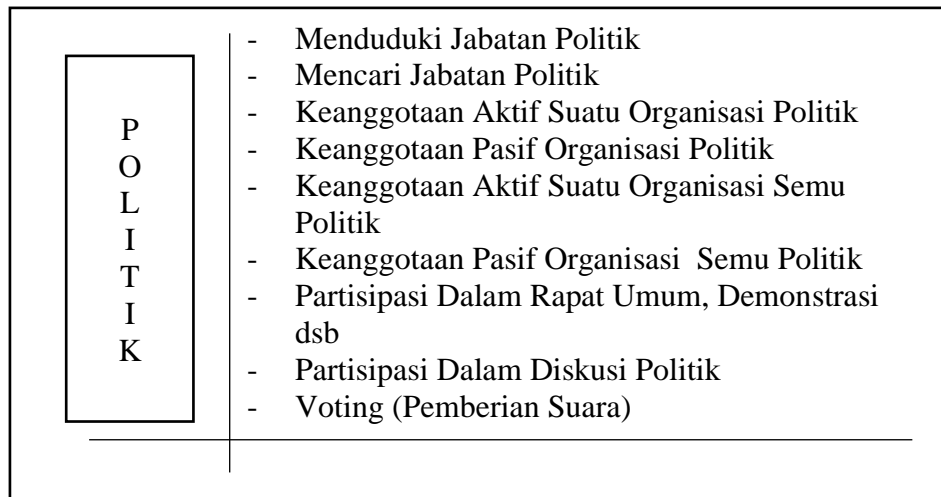 P
O
L
I
T
I
K
- Menduduki Jabatan Politik
- Mencari Jabatan Politik
- Keanggotaan Aktif Suatu Organisasi Politik
- Keanggotaan Pasif Organisasi Politik
- Keanggotaan Aktif Suatu Organisasi Semu
Politik
- Keanggotaan Pasif Organisasi Semu Politik
- Partisipasi Dalam Rapat Umum, Demonstrasi
dsb
- Partisipasi Dalam Diskusi Politik
- Voting (Pemberian Suara)